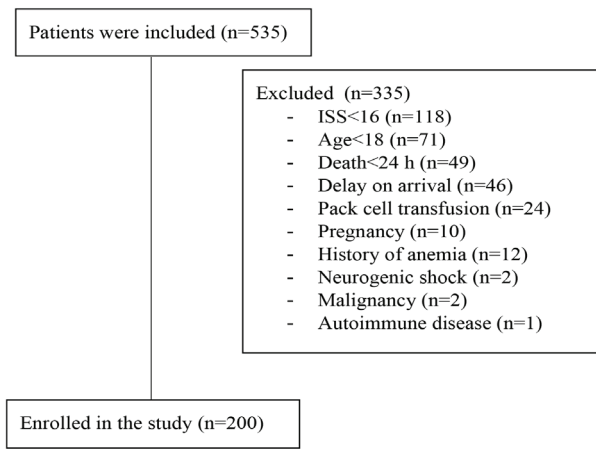 Patients were included (n=535)
Excluded (n=335)
- ISS<16 (n=118)
- Age<18 (n=71)
- Death<24 h (n=49)
- Delay on arrival (n=46)
- Pack cell transfusion (n=24)
- Pregnancy (n=10)
- History of anemia (n=12)
- Neurogenic shock (n=2)
- Malignancy (n=2)
- Autoimmune disease (n=1)
Enrolled in the study (n=200)